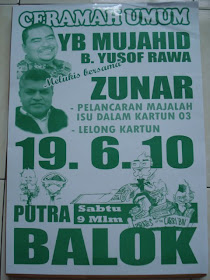 CERAMAH UMUM
YB MUJAHID
B. YUSOF RAWA
Melukis bersama
ZUNAR
- PELANCARAN MAJALAH
ISU DALAM KARTUN 03
- LELONG KARTUN
19. 6. 10
PUTRA Sabtu
9 Mlm
BALOK